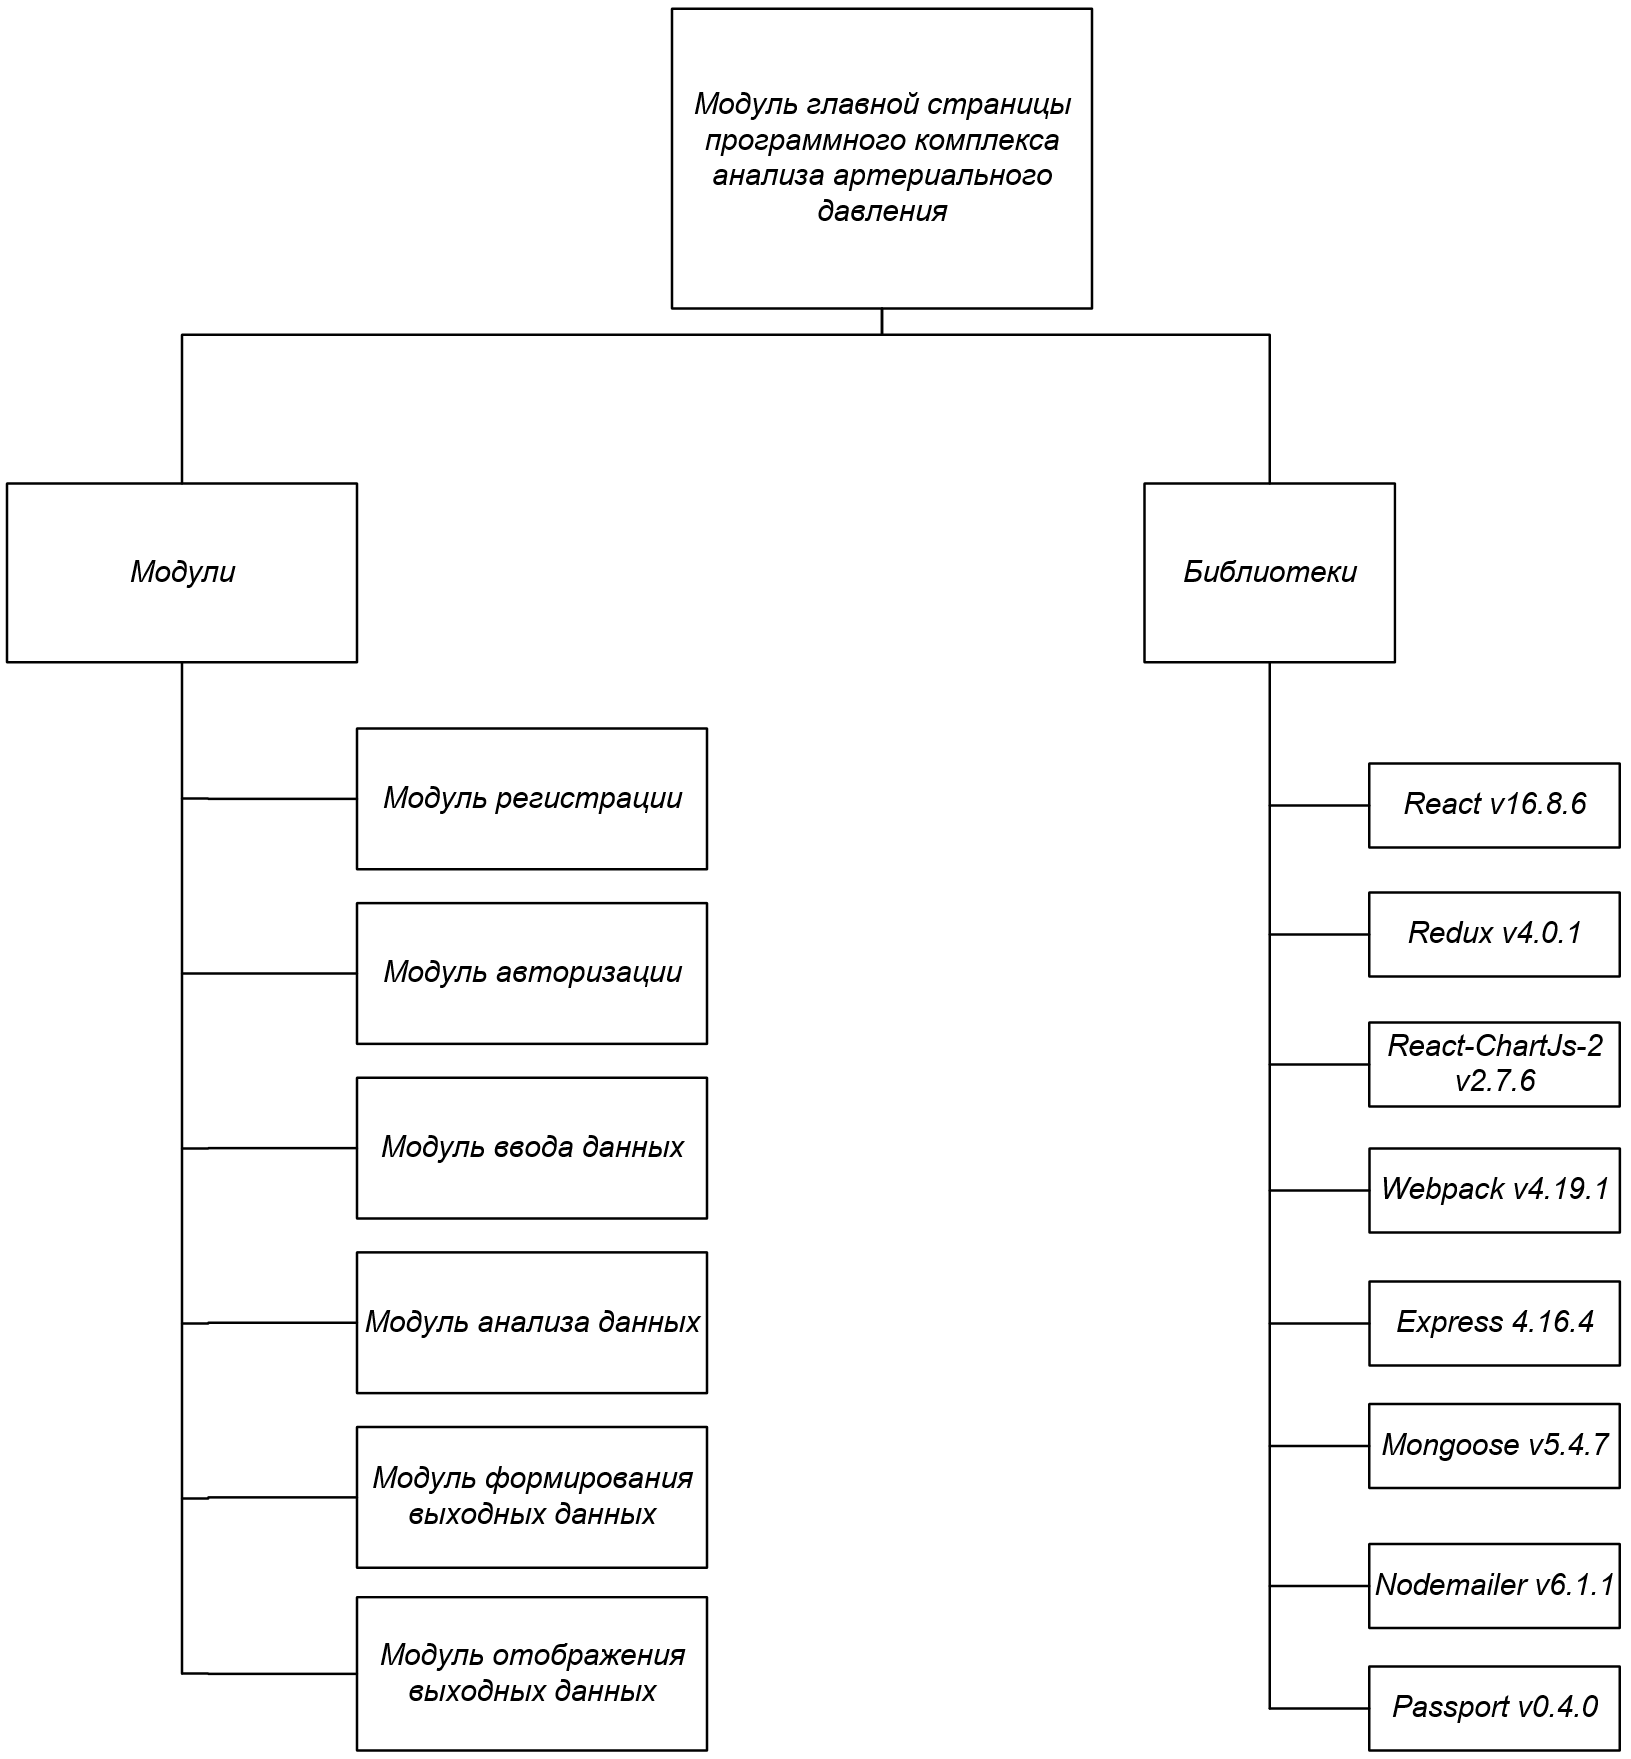 Модуль главной страницы
программного комплекса
анализа артериального
давления
Модули
Библиотеки
Модуль регистрации
Модуль авторизации
Модуль ввода данных
Модуль анализа данных
Модуль формирования
выходных данных
Модуль отображения
выходных данных
React v16.8.6
Redux v4.0.1
React-ChartJs-2
v2.7.6
Webpack v4.19.1
Express 4.16.4
Mongoose v5.4.7
Nodemailer v6.1.1
Passport v0.4.0